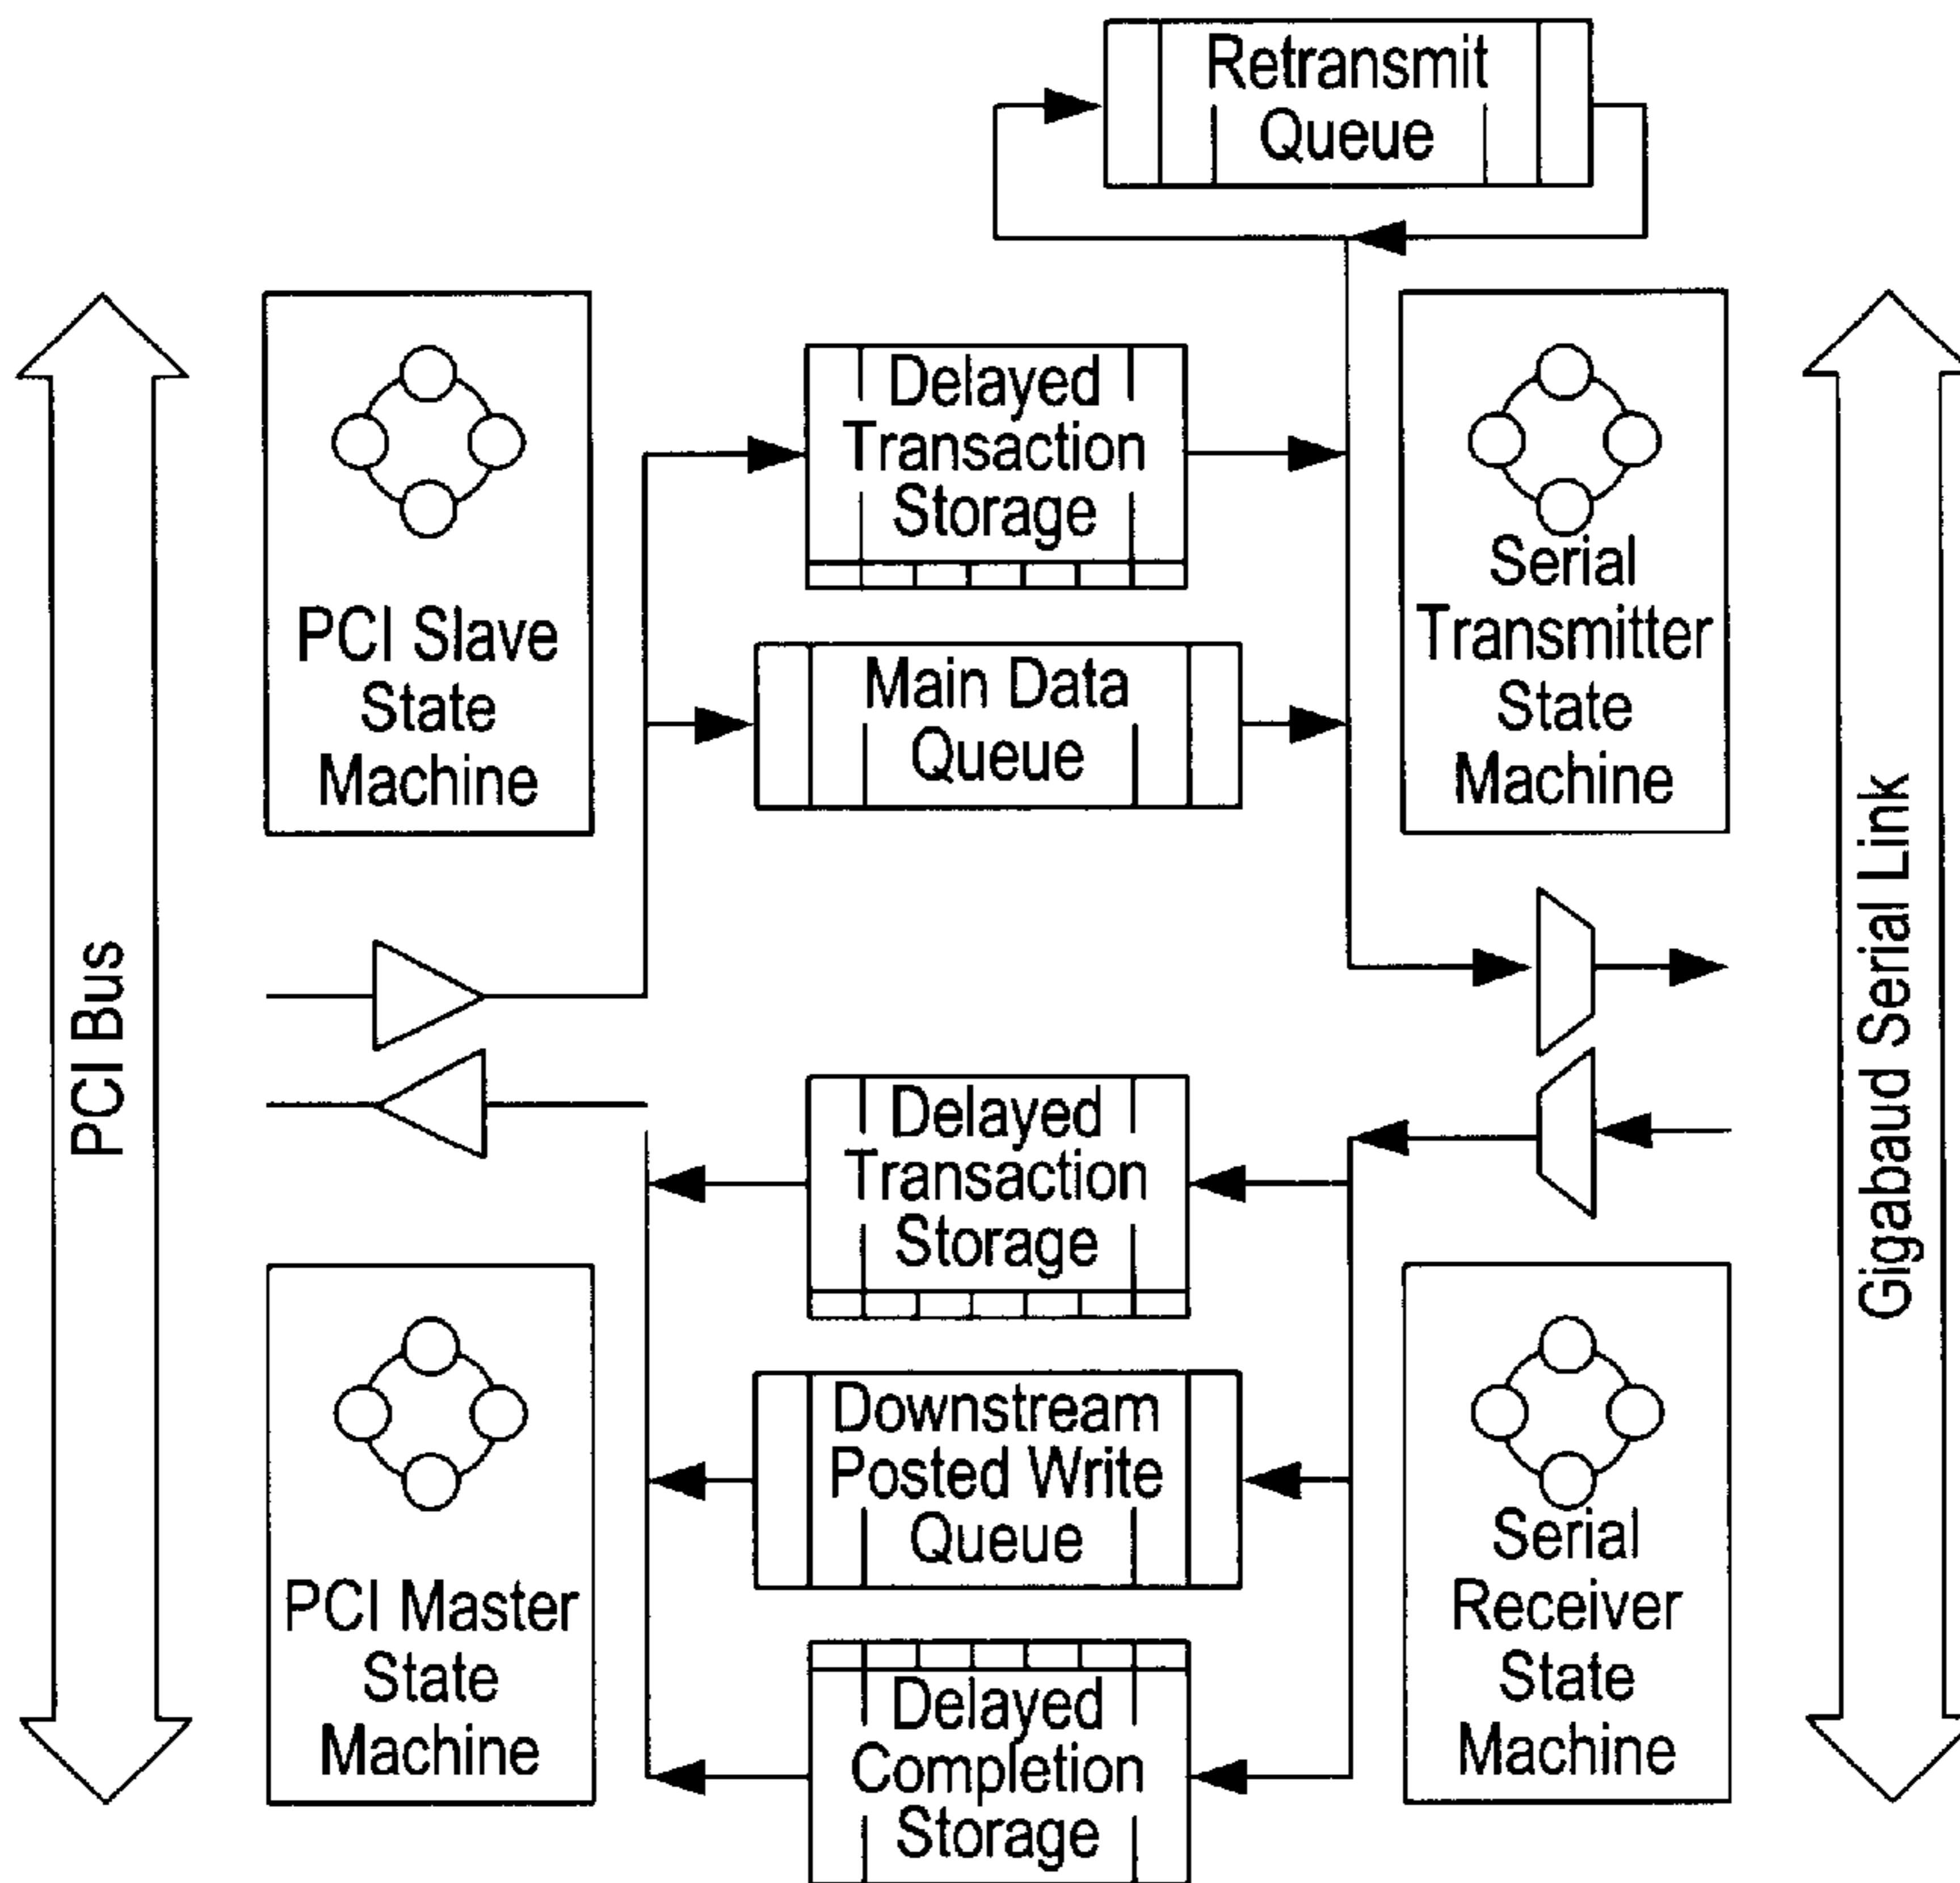 Retransmit
Queue
Delayed
Transaction
Storage
PCI Slave
State
Machine
Main Data
Queue
Serial
Transmitter
State
Machine
PCI Bus
Gigabaud Serial Link
Delayed
Transaction
Storage
PCI Master
State
Machine
Downstream
Posted Write
Queue
Serial
Receiver
State
Machine
Delayed
Completion
Storage